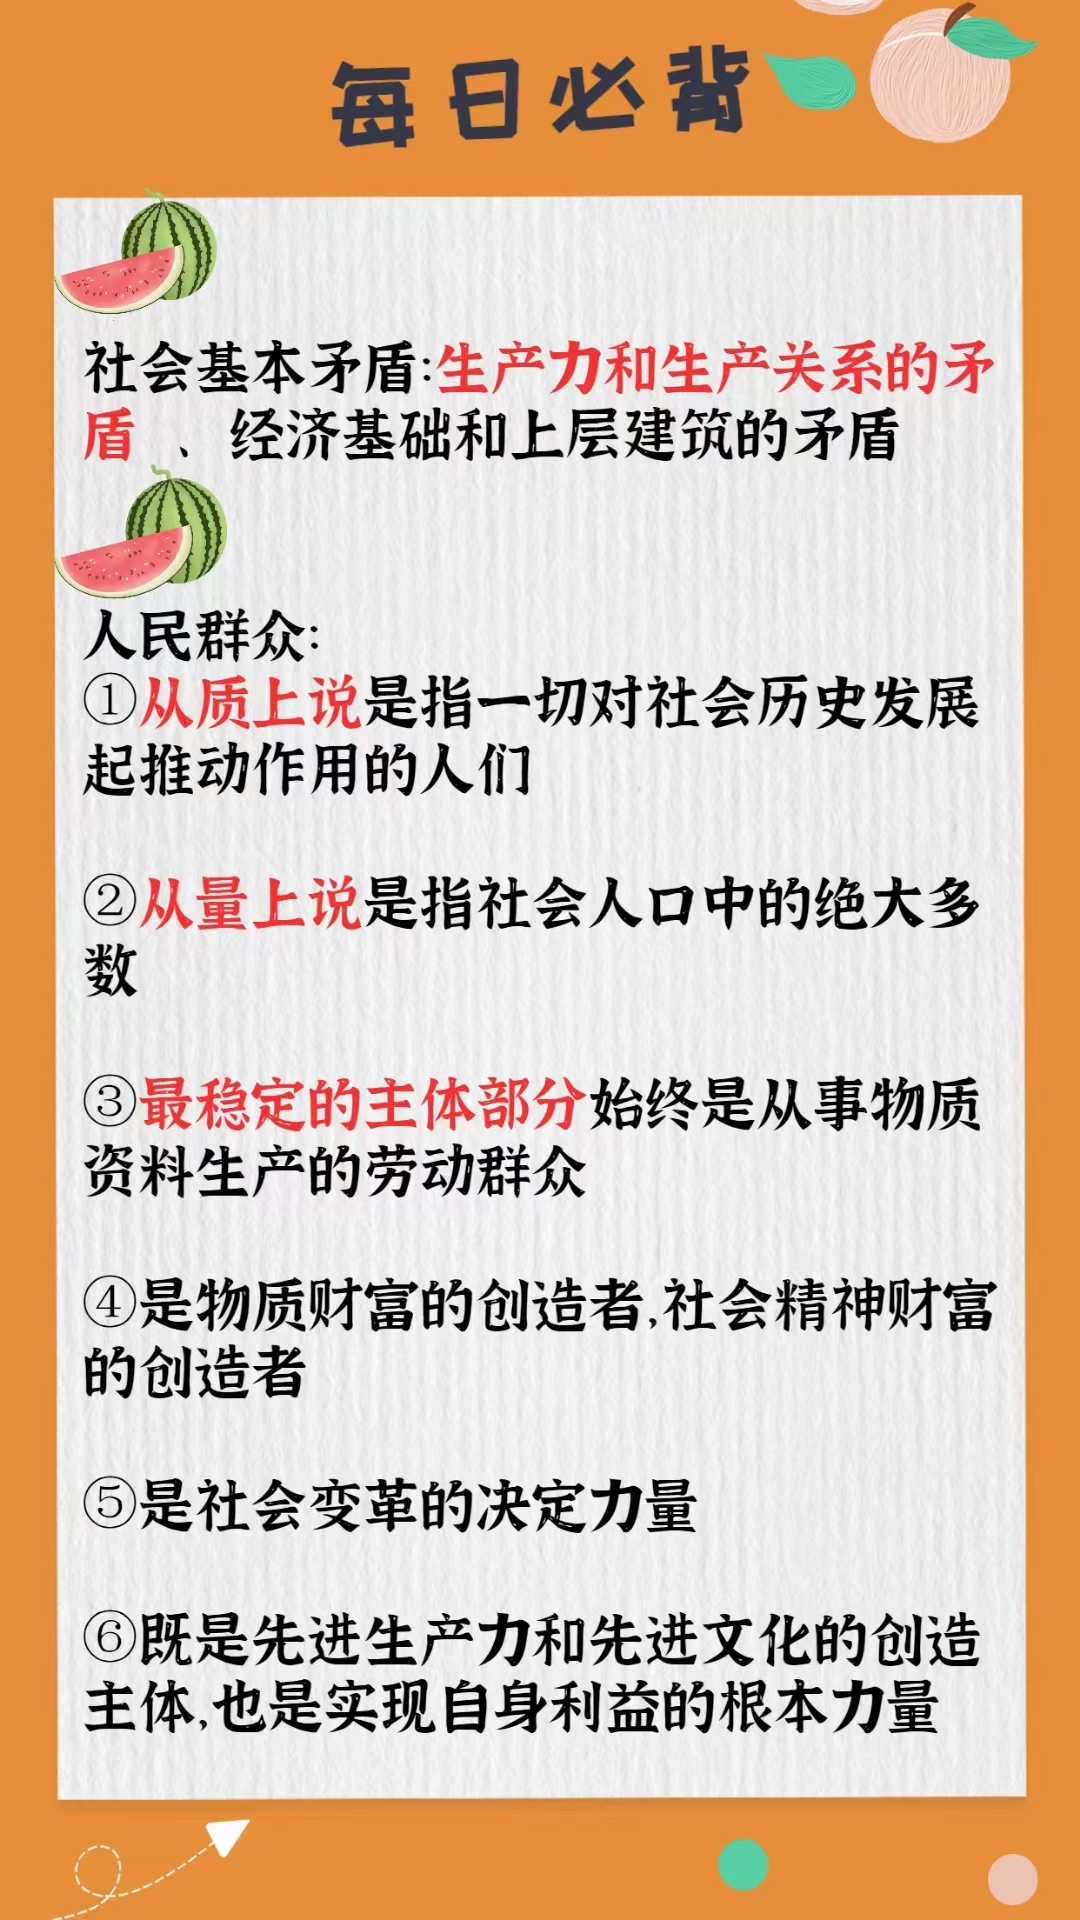 每日必背
社会基本矛盾:生产力和生产关系的矛
盾 、经济基础和上层建筑的矛盾
人民群众:
①从质上说是指一切对社会历史发展
起推动作用的人们
②从量上说是指社会人口中的绝大多
数
③最稳定的主体部分始终是从事物质
资料生产的劳动群众
④是物质财富的创造者,社会精神财富
的创造者
⑤是社会变革的决定力量
⑥既是先进生产力和先进文化的创造
主体,也是实现自身利益的根本力量